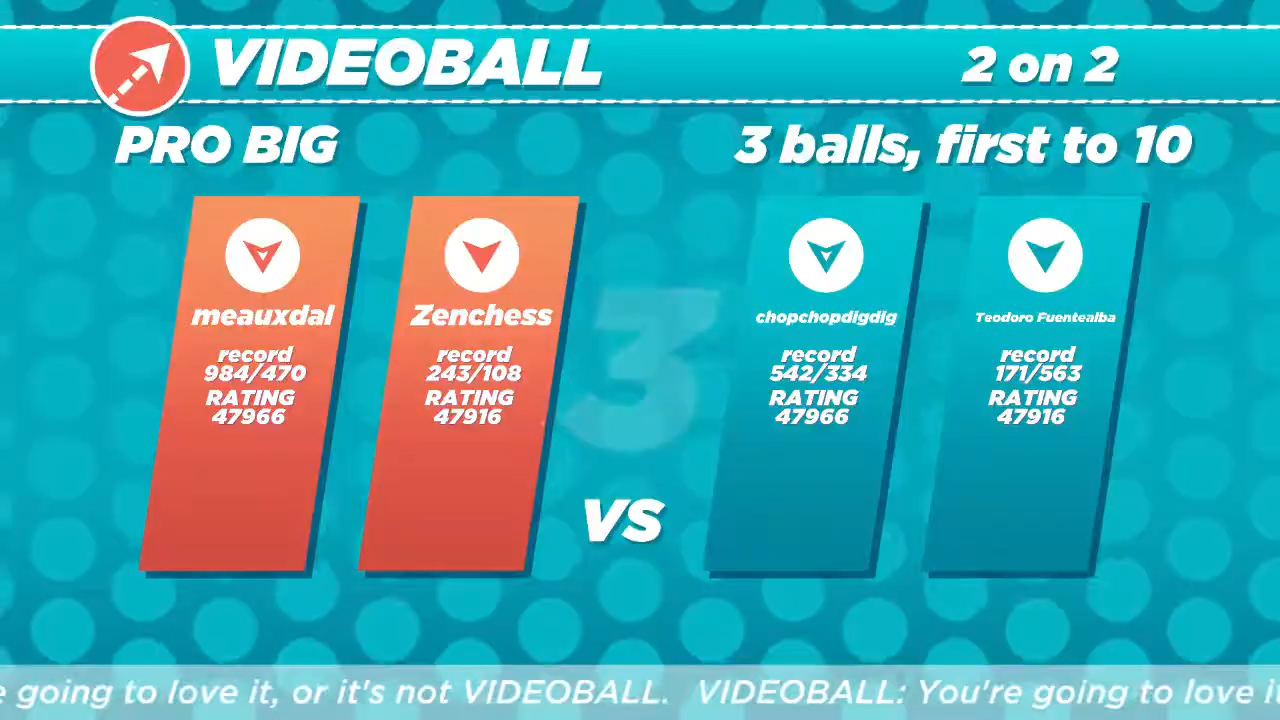 VIDEOBALL
2 on 2
PRO BIG
3 balls, first to 10
meauxdal
record
984/470
RATING
47966
Zenchess
record
243/108
RATING
47916
3
VS
chopchopdigdig
record
542/334
RATING
47966
Teodoro Fuentealba
record
171/563
RATING
47916
e going to love it, or it's not VIDEOBALL. VIDEOBALL: You're going to love i